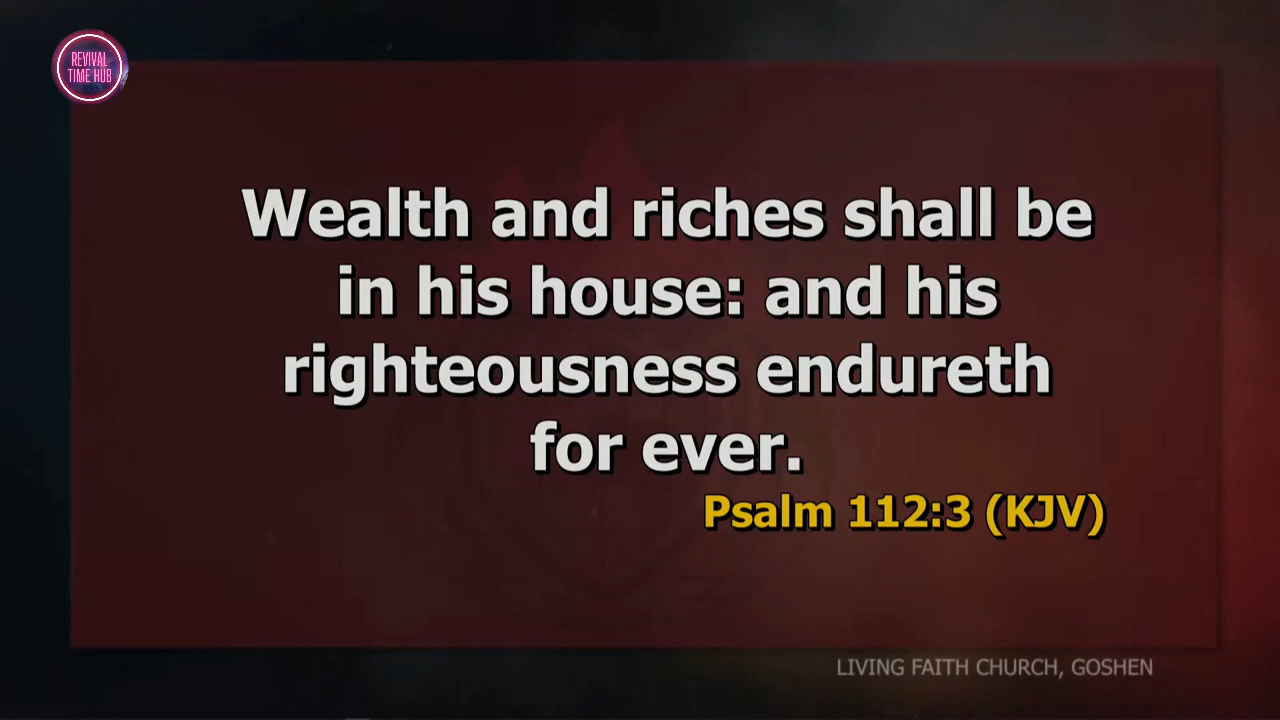 REVIVAL
TIME HUB
Wealth and riches shall be
in his house: and his
righteousness endureth
for ever.
Psalm 112:3 (KJV)
LIVING FAITH CHURCH, GOSHEN